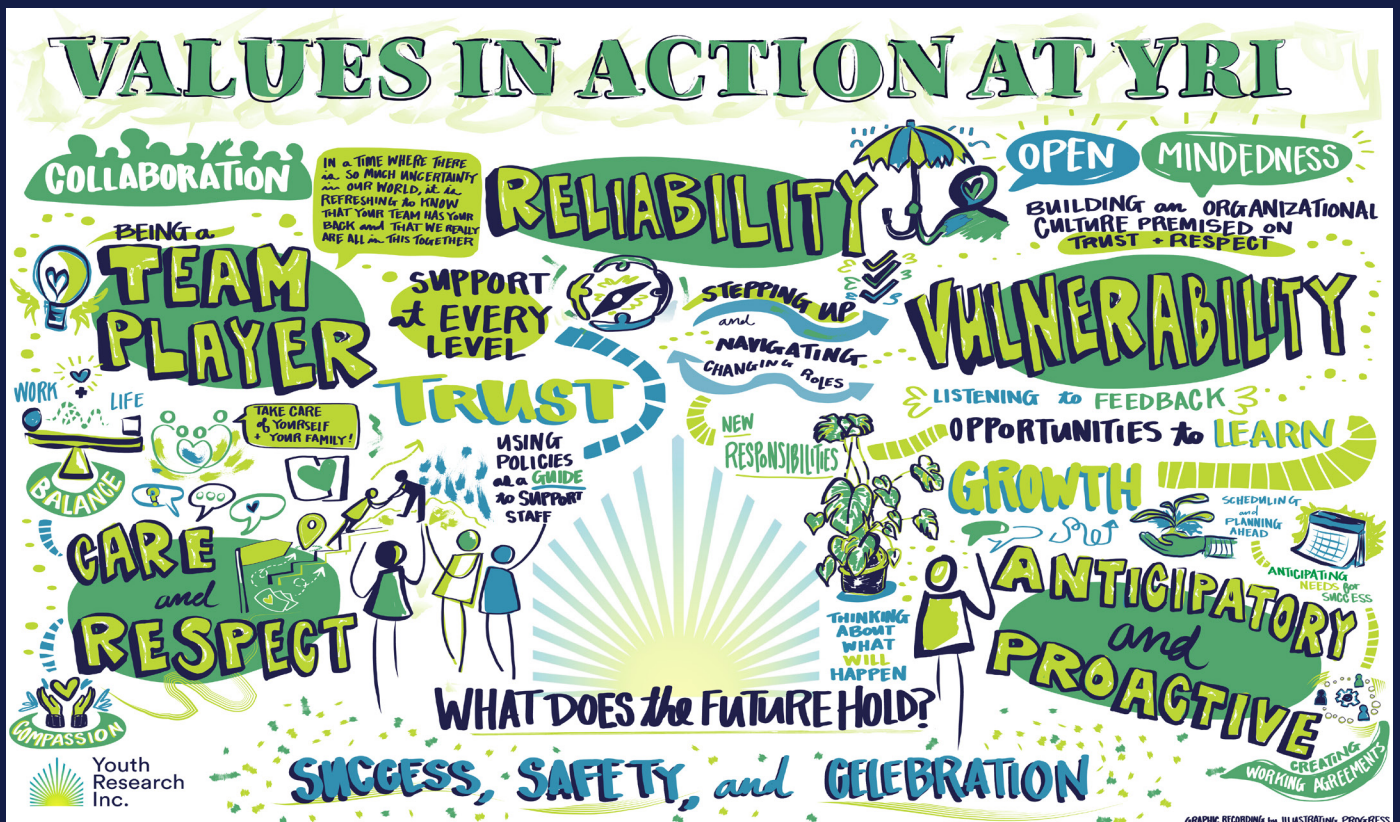 VALUES IN ACTION AT YRI
COLLABORATION
IN a TIME WHERE THERE
is SO MUCH UNCERTAINTY
in OUR WORLD, it is
REFRESHING to KNOW
THAT YOUR TEAM HAS YOUR
BACK and THAT WE REALLY
ARE ALL in THIS TOGETHER
RELIABILITY
OPEN
MINDEDNESS
BUILDING an ORGANIZATIONAL
CULTURE PREMISED ON
TRUST + RESPECT
BEING a
TEAM
PLAYER
SUPPORT
at EVERY
LEVEL
STEPPING UP
and
NAVIGATING
CHANGING ROLES
VULNERABILITY
LISTENING to FEEDBACK
OPPORTUNITIES to LEARN
WORK + LIFE
BALANCE
TAKE CARE
of YOURSELF
+ YOUR FAMILY!
TRUST
USING
POLICIES
as a GUIDE
to SUPPORT
STAFF
NEW
RESPONSIBILITIES
GROWTH
SCHEDULING
and
PLANNING
AHEAD
ANTICIPATING
NEEDS for
SUCCESS
CARE
and
RESPECT
COMPASSION
THINKING
ABOUT
WHAT
WILL
HAPPEN
ANTICIPATORY
and
PROACTIVE
CREATING
WORKING AGREEMENTS
WHAT DOES the FUTURE HOLD?
SUCCESS, SAFETY, and CELEBRATION
Youth
Research
Inc.
GRAPHIC RECORDING by ILLUSTRATING PROGRESS